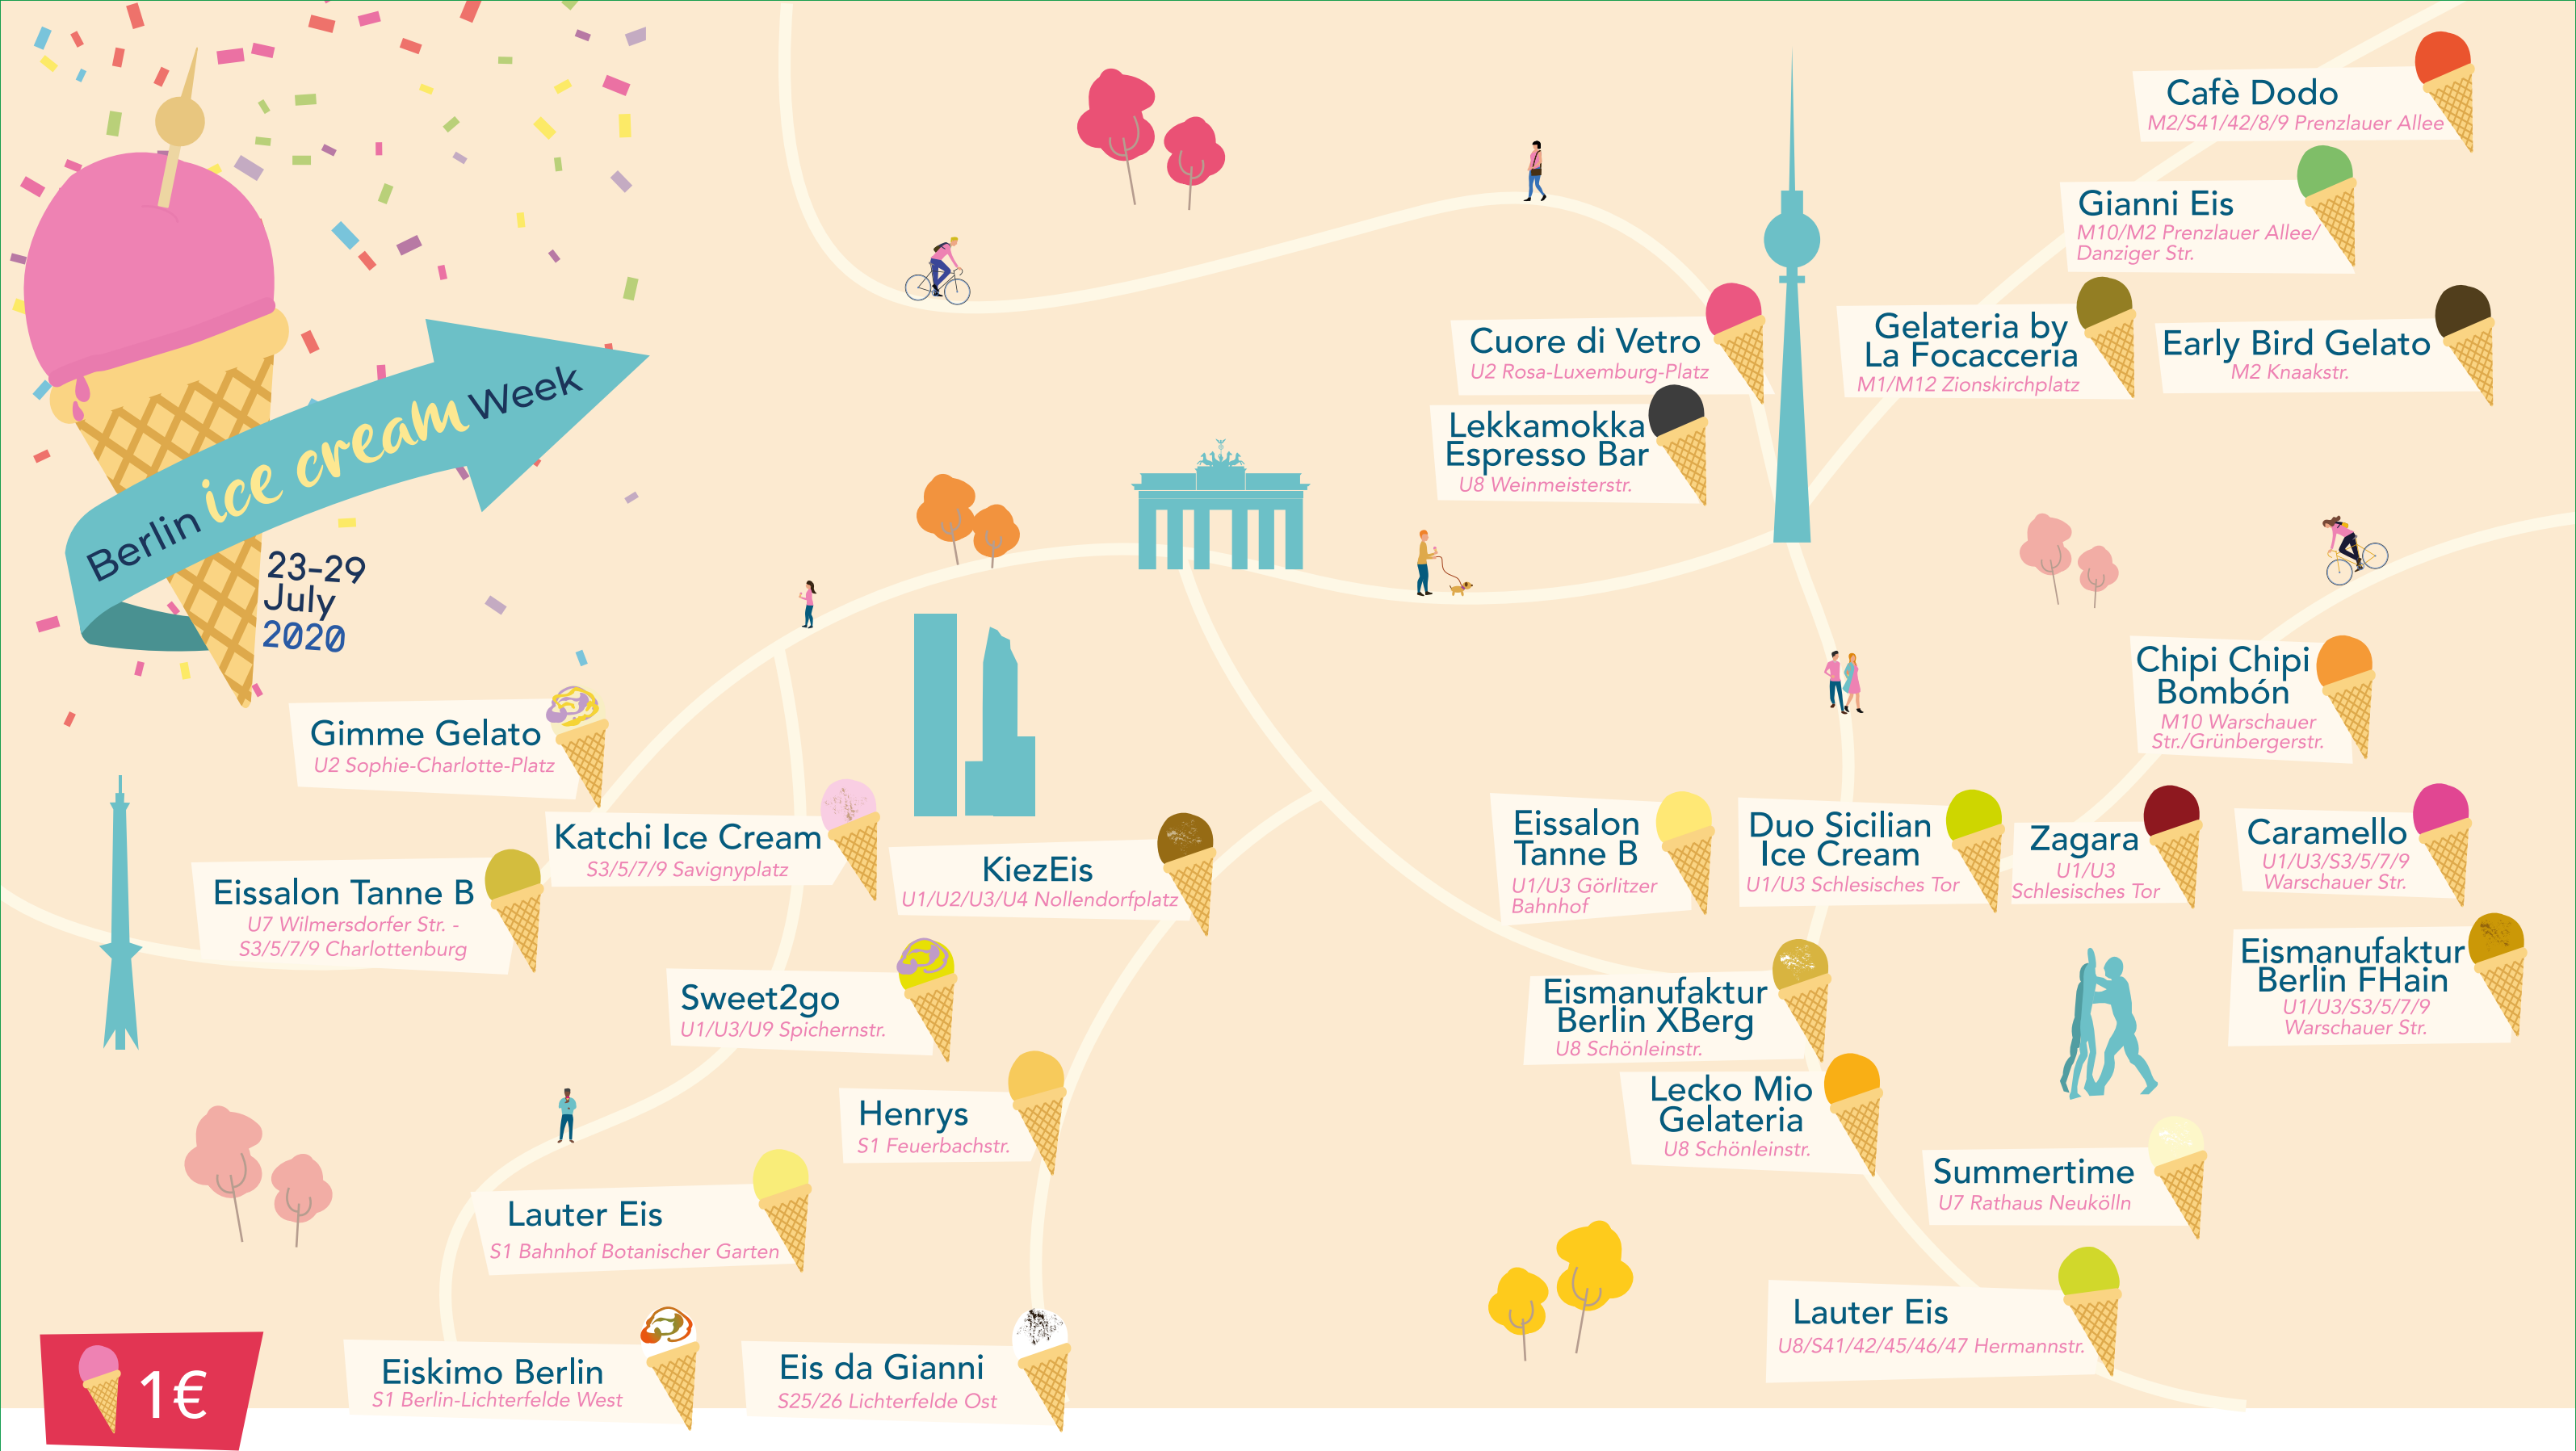 Berlin ice cream Week
23-29
July
2020
Cafè Dodo
M2/S41/42/8/9 Prenzlauer Allee
Gianni Eis
M10/M2 Prenzlauer Allee/
Danziger Str.
Cuore di Vetro
U2 Rosa-Luxemburg-Platz
Gelateria by
La Focacceria
M1/M12 Zionskirchplatz
Early Bird Gelato
M2 Knaakstr.
Lekkamokka
Espresso Bar
U8 Weinmeisterstr.
Chipi Chipi
Bombón
M10 Warschauer
Str./Grünbergerstr.
Gimme Gelato
U2 Sophie-Charlotte-Platz
Katchi Ice Cream
S3/5/7/9 Savignyplatz
KiezEis
U1/U2/U3/U4 Nollendorfplatz
Eissalon Tanne B
U7 Wilmersdorfer Str. -
S3/5/7/9 Charlottenburg
Eissalon
Tanne B
U1/U3 Görlitzer
Bahnhof
Duo Sicilian
Ice Cream
U1/U3 Schlesisches Tor
Zagara
U1/U3
Schlesisches Tor
Caramello
U1/U3/S3/5/7/9
Warschauer Str.
Sweet2go
U1/U3/U9 Spichernstr.
Eismanufaktur
Berlin XBerg
U8 Schönleinstr.
Eismanufaktur
Berlin FHain
U1/U3/S3/5/7/9
Warschauer Str.
Henrys
S1 Feuerbachstr.
Lecko Mio
Gelateria
U8 Schönleinstr.
Summertime
U7 Rathaus Neukölln
Lauter Eis
S1 Bahnhof Botanischer Garten
Lauter Eis
U8/S41/42/45/46/47 Hermannstr.
1€
Eiskimo Berlin
S1 Berlin-Lichterfelde West
Eis da Gianni
S25/26 Lichterfelde Ost